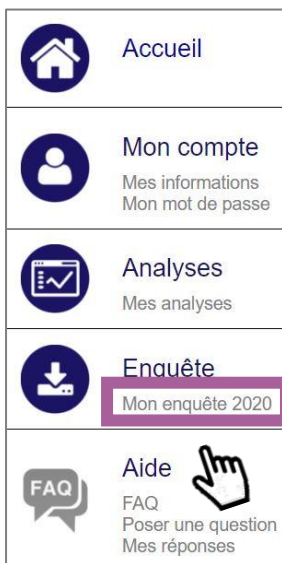 Accueil
Mon compte
Mes informations
Mon mot de passe
Analyses
Mes analyses
Enquête
Mon enquête 2020
Aide
FAQ
FAQ
Poser une question
Mes réponses